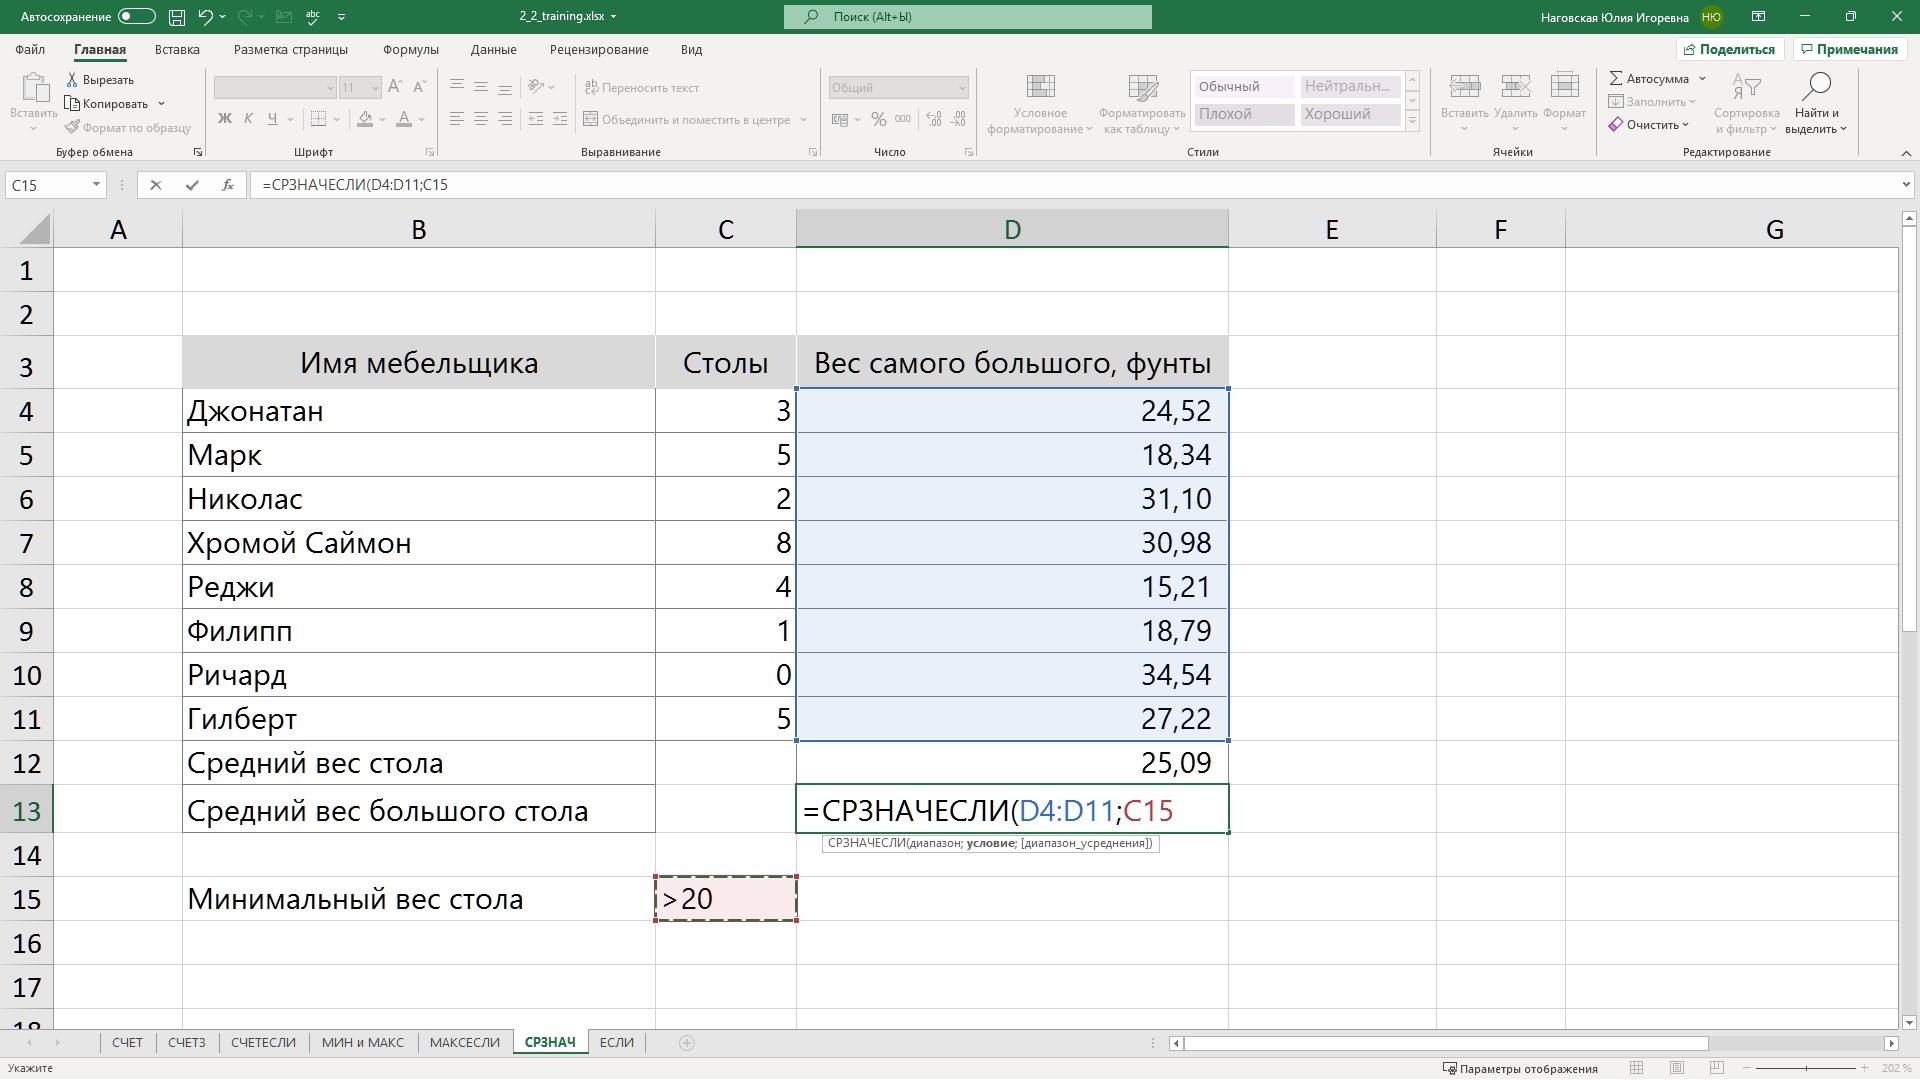 Автосохранение
2_2_training.xlsx
Поиск (Alt+Ы)
Наговская Юлия Игоревна НЮ
Файл Главная Вставка Разметка страницы Формулы Данные Рецензирование Вид
Поделиться Примечания
Вставить
Вырезать
Копировать
Формат по образцу
Буфер обмена
11
Ж К Ч
Шрифт
Переносить текст
Объединить и поместить в центре
Выравнивание
Общий
% 000
Число
Условное форматирование
Форматировать как таблицу
Обычный Нейтральн...
Плохой Хороший
Стили
Вставить Удалить Формат
Ячейки
Автосумма
Заполнить
Очистить
Сортировка и фильтр
Найти и выделить
Редактирование
C15
fx
=СРЗНАЧЕСЛИ(D4:D11;C15
A B C D E F G
1
2
3 Имя мебельщика Столы Вес самого большого, фунты
4 Джонатан 3 24,52
5 Марк 5 18,34
6 Николас 2 31,10
7 Хромой Саймон 8 30,98
8 Реджи 4 15,21
9 Филипп 1 18,79
10 Ричард 0 34,54
11 Гилберт 5 27,22
12 Средний вес стола 25,09
13 Средний вес большого стола =СРЗНАЧЕСЛИ(D4:D11;C15
СРЗНАЧЕСЛИ(диапазон; условие; [диапазон_усреднения])
14
15 Минимальный вес стола >20
16
17
18
СЧЕТ СЧЕТЗ СЧЕТЕСЛИ МИН и МАКС МАКСЕСЛИ СРЗНАЧ ЕСЛИ
Укажите
Параметры отображения
202 %